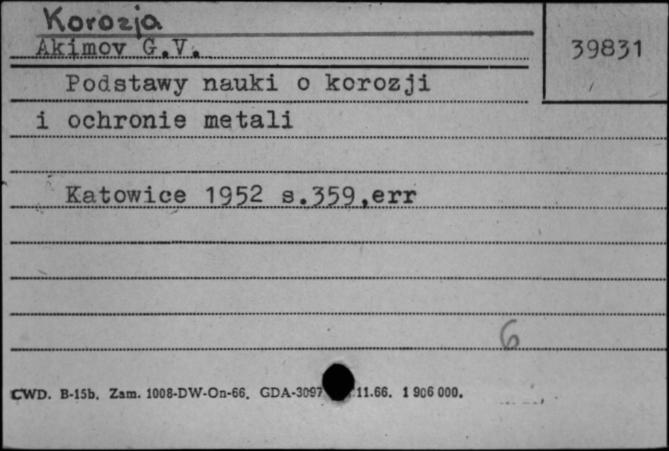 Korozja
Akimov G.V.
39831
Podstawy nauki o korozji
i ochronie metali
Katowice 1952 s.359,err
6
CWD. B-15b. Zam. 1008-DW-On-66. GDA-3097 11.66. 1 906 000.